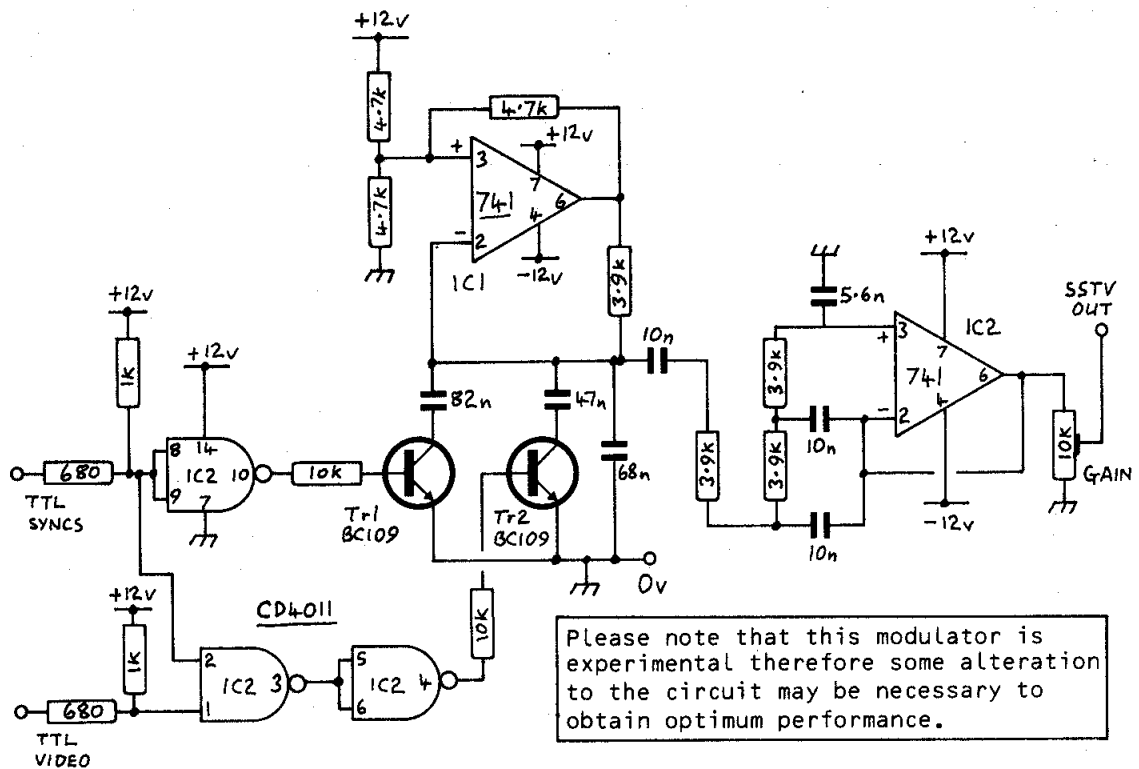 +12v
4.7k
4.7k
4.7k
+12v
+
3
7
741
6
4
-
2
-12v
IC1
3.9k
+12v
1k
+12v
14
8
9
IC2
10
7
680
TTL
SYNCS
10k
Tr1
BC109
82n
47n
Tr2
BC109
68n
10n
0v
10k
+12v
1k
CD4011
2
1
IC2
3
5
6
IC2
4
680
TTL
VIDEO
3.9k
3.9k
3.9k
10n
10n
5.6n
+12v
IC2
+
3
7
741
6
-
2
4
-12v
10k
GAIN
SSTV
OUT
Please note that this modulator is
experimental therefore some alteration
to the circuit may be necessary to
obtain optimum performance.